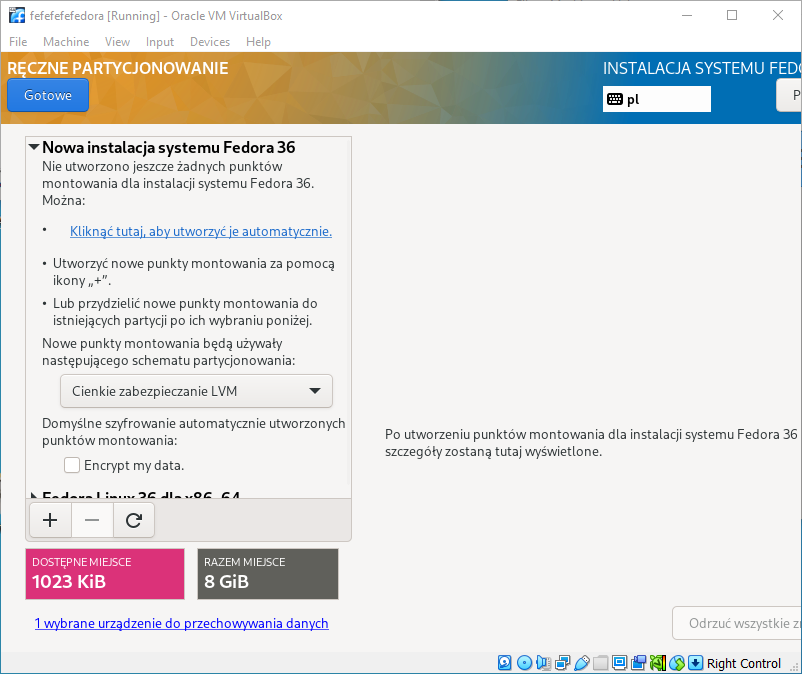 fefefefefedora [Running] - Oracle VM VirtualBox
File Machine View Input Devices Help
RĘCZNE PARTYCJONOWANIE
INSTALACJA SYSTEMU FEDO
Gotowe
pl
P
Nowa instalacja systemu Fedora 36
Nie utworzono jeszcze żadnych punktów
montowania dla instalacji systemu Fedora 36.
Można:
• Kliknąć tutaj, aby utworzyć je automatycznie.
• Utworzyć nowe punkty montowania za pomocą
ikony „+”.
• Lub przydzielić nowe punkty montowania do
istniejących partycji po ich wybraniu poniżej.
Nowe punkty montowania będą używały
następującego schematu partycjonowania:
Cienkie zabezpieczanie LVM
Domyślne szyfrowanie automatycznie utworzonych
punktów montowania:
Encrypt my data.
Fedora Linux 36 dla x86_64
DOSTĘPNE MIEJSCE
1023 KiB
RAZEM MIEJSCE
8 GiB
1 wybrane urządzenie do przechowywania danych
Po utworzeniu punktów montowania dla instalacji systemu Fedora 36
szczegóły zostaną tutaj wyświetlone.
Odrzuć wszystkie z
Right Control